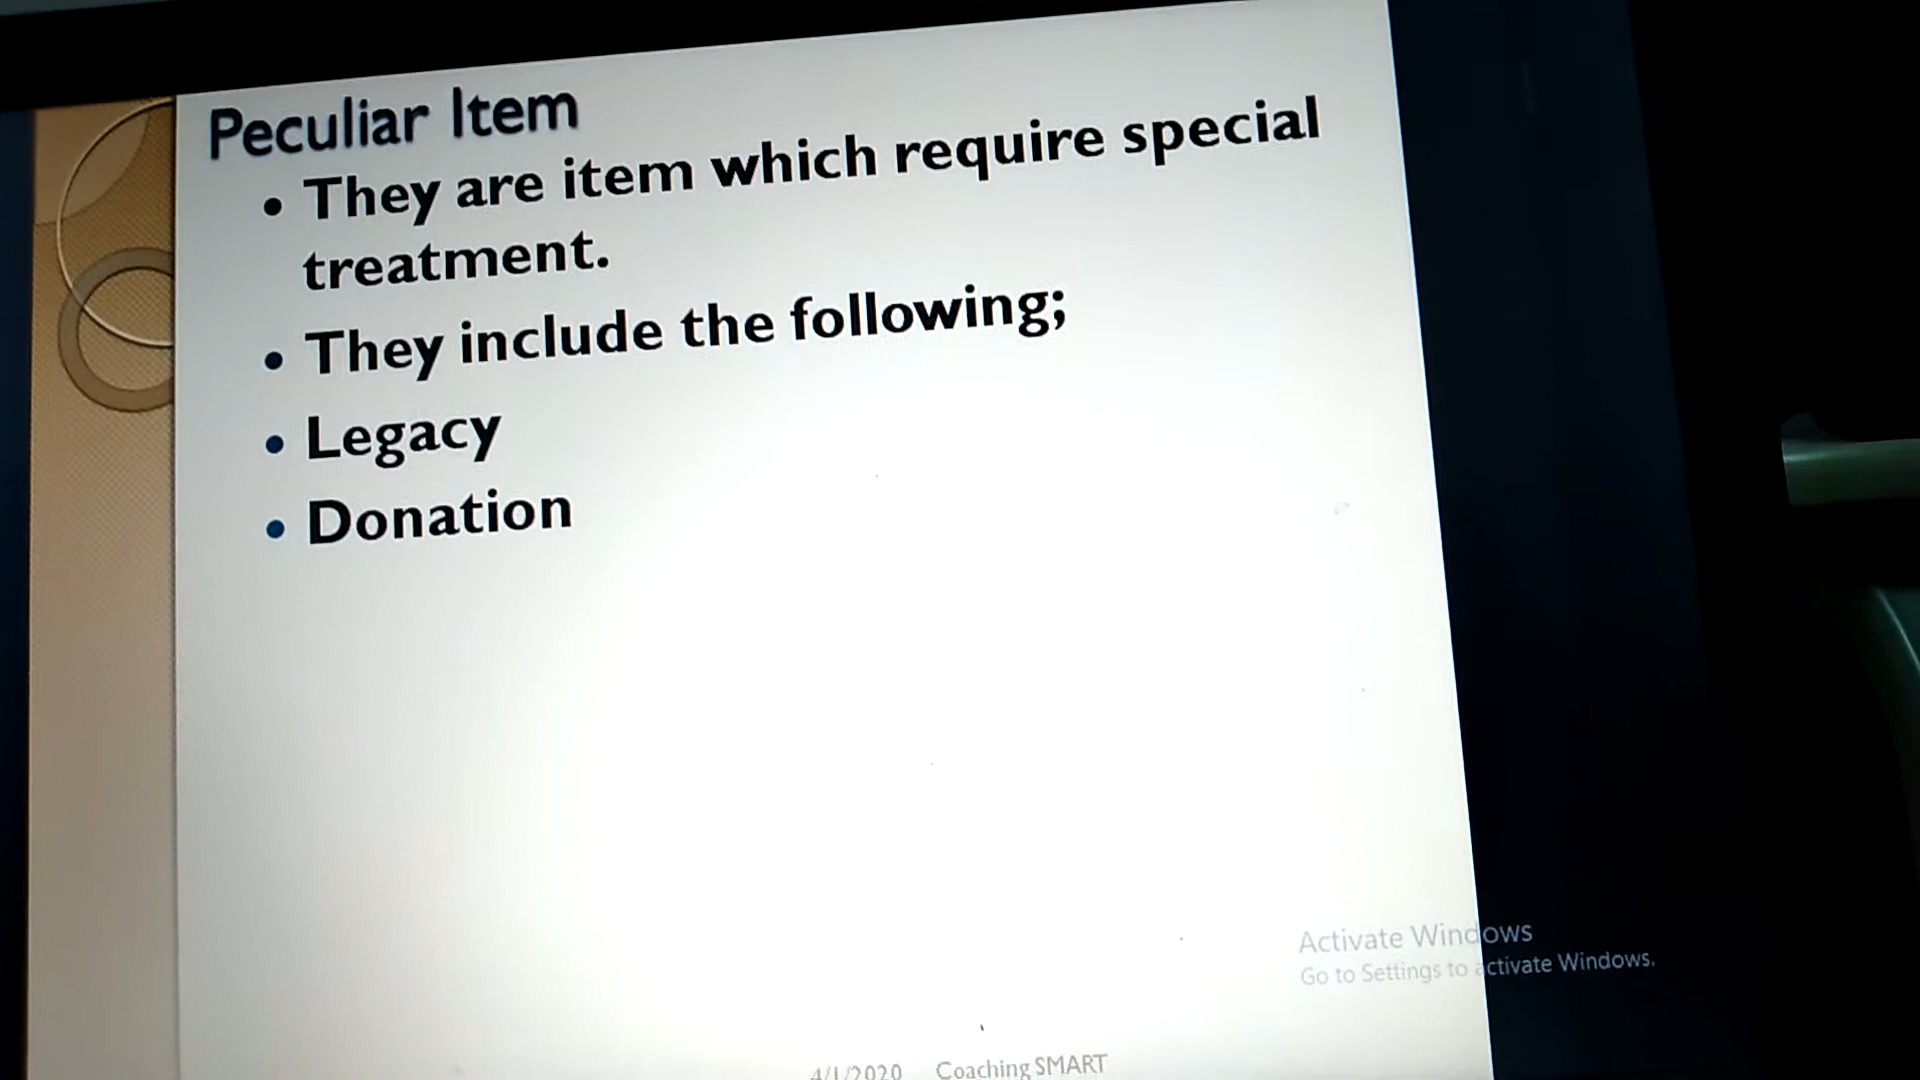 Peculiar Item
• They are item which require special
treatment.
• They include the following;
• Legacy
• Donation
Activate Windows
Go to Settings to activate Windows.
4/1/2020 Coaching SMART